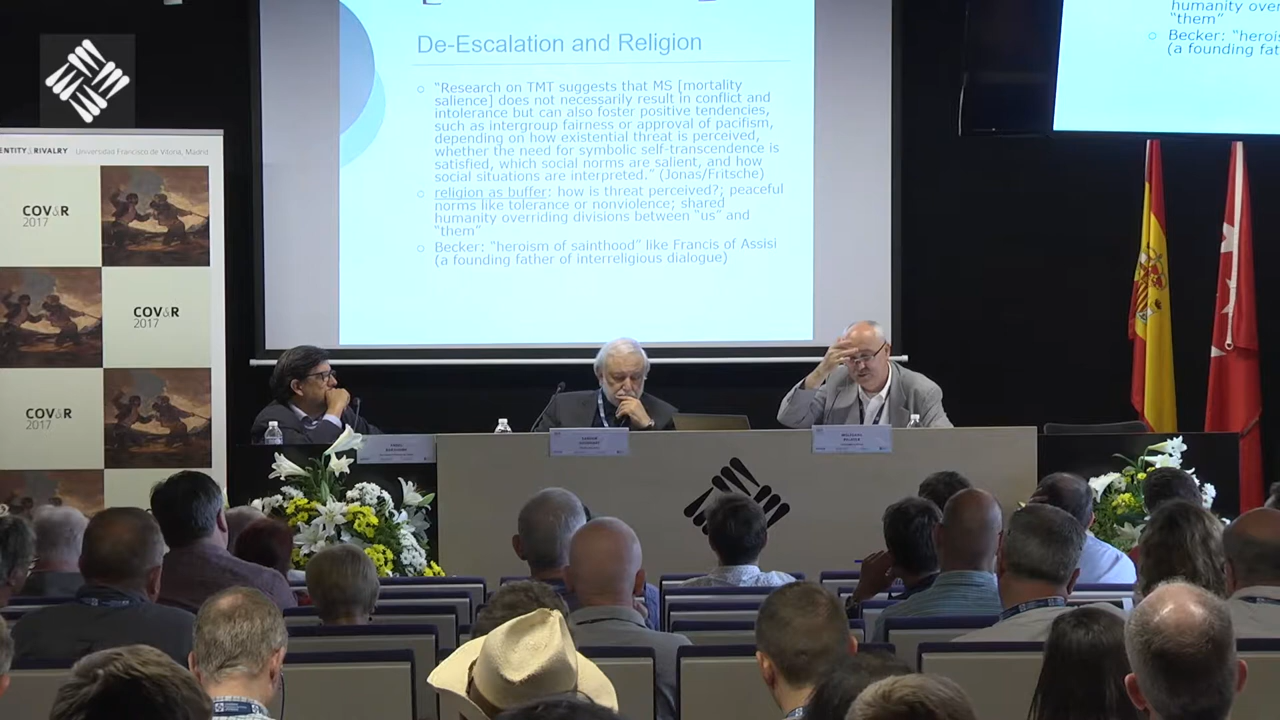 De-Escalation and Religion
"Research on TMT suggests that MS [mortality
salience] does not necessarily result in conflict and
intolerance but can also foster positive tendencies,
such as intergroup fairness or approval of pacifism,
depending on how existential threat is perceived,
whether the need for symbolic self-transcendence is
satisfied, which social norms are salient, and how
social situations are interpreted." (Jonas/Fritsche)
religion as buffer: how is threat perceived?; peaceful
norms like tolerance or nonviolence; shared
humanity overriding divisions between "us" and
"them"
Becker: "heroism of sainthood" like Francis of Assisi
(a founding father of interreligious dialogue)
humanity over
"them"
Becker: "herois
(a founding fat
ENTITY & RIVALRY Universidad Francisco de Vitoria, Madrid
COV&R
2017
COV&R
2017
COV&R
2017